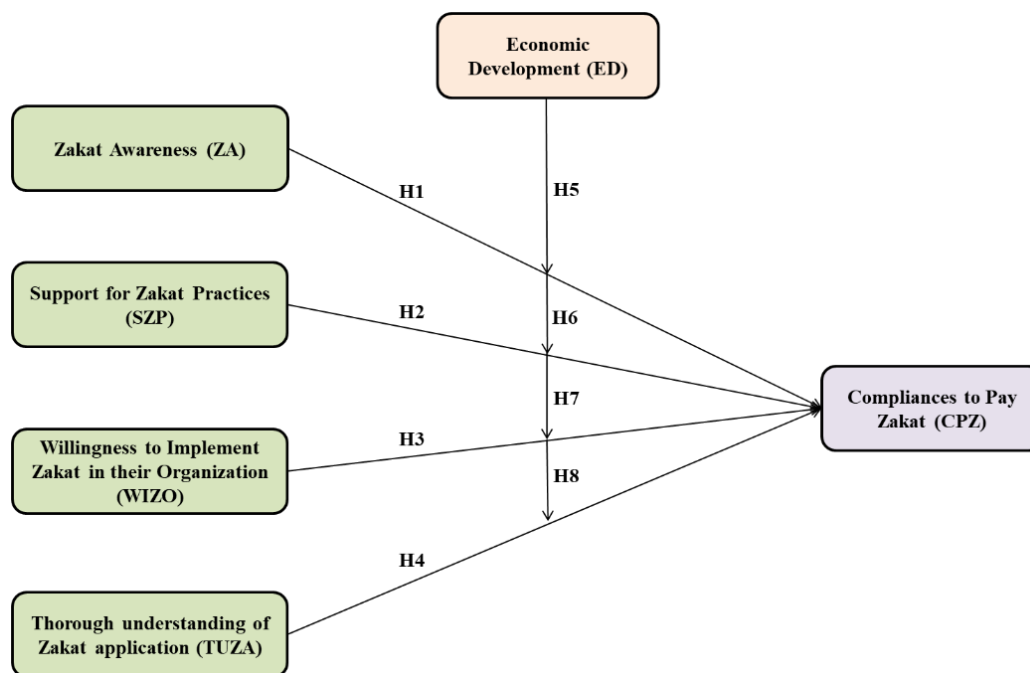 Economic
Development (ED)
Zakat Awareness (ZA)
H1
H5
Support for Zakat Practices
(SZP)
H2
H6
H7
Compliances to Pay
Zakat (CPZ)
Willingness to Implement
Zakat in their Organization
(WIZO)
H3
H8
H4
Thorough understanding of
Zakat application (TUZA)